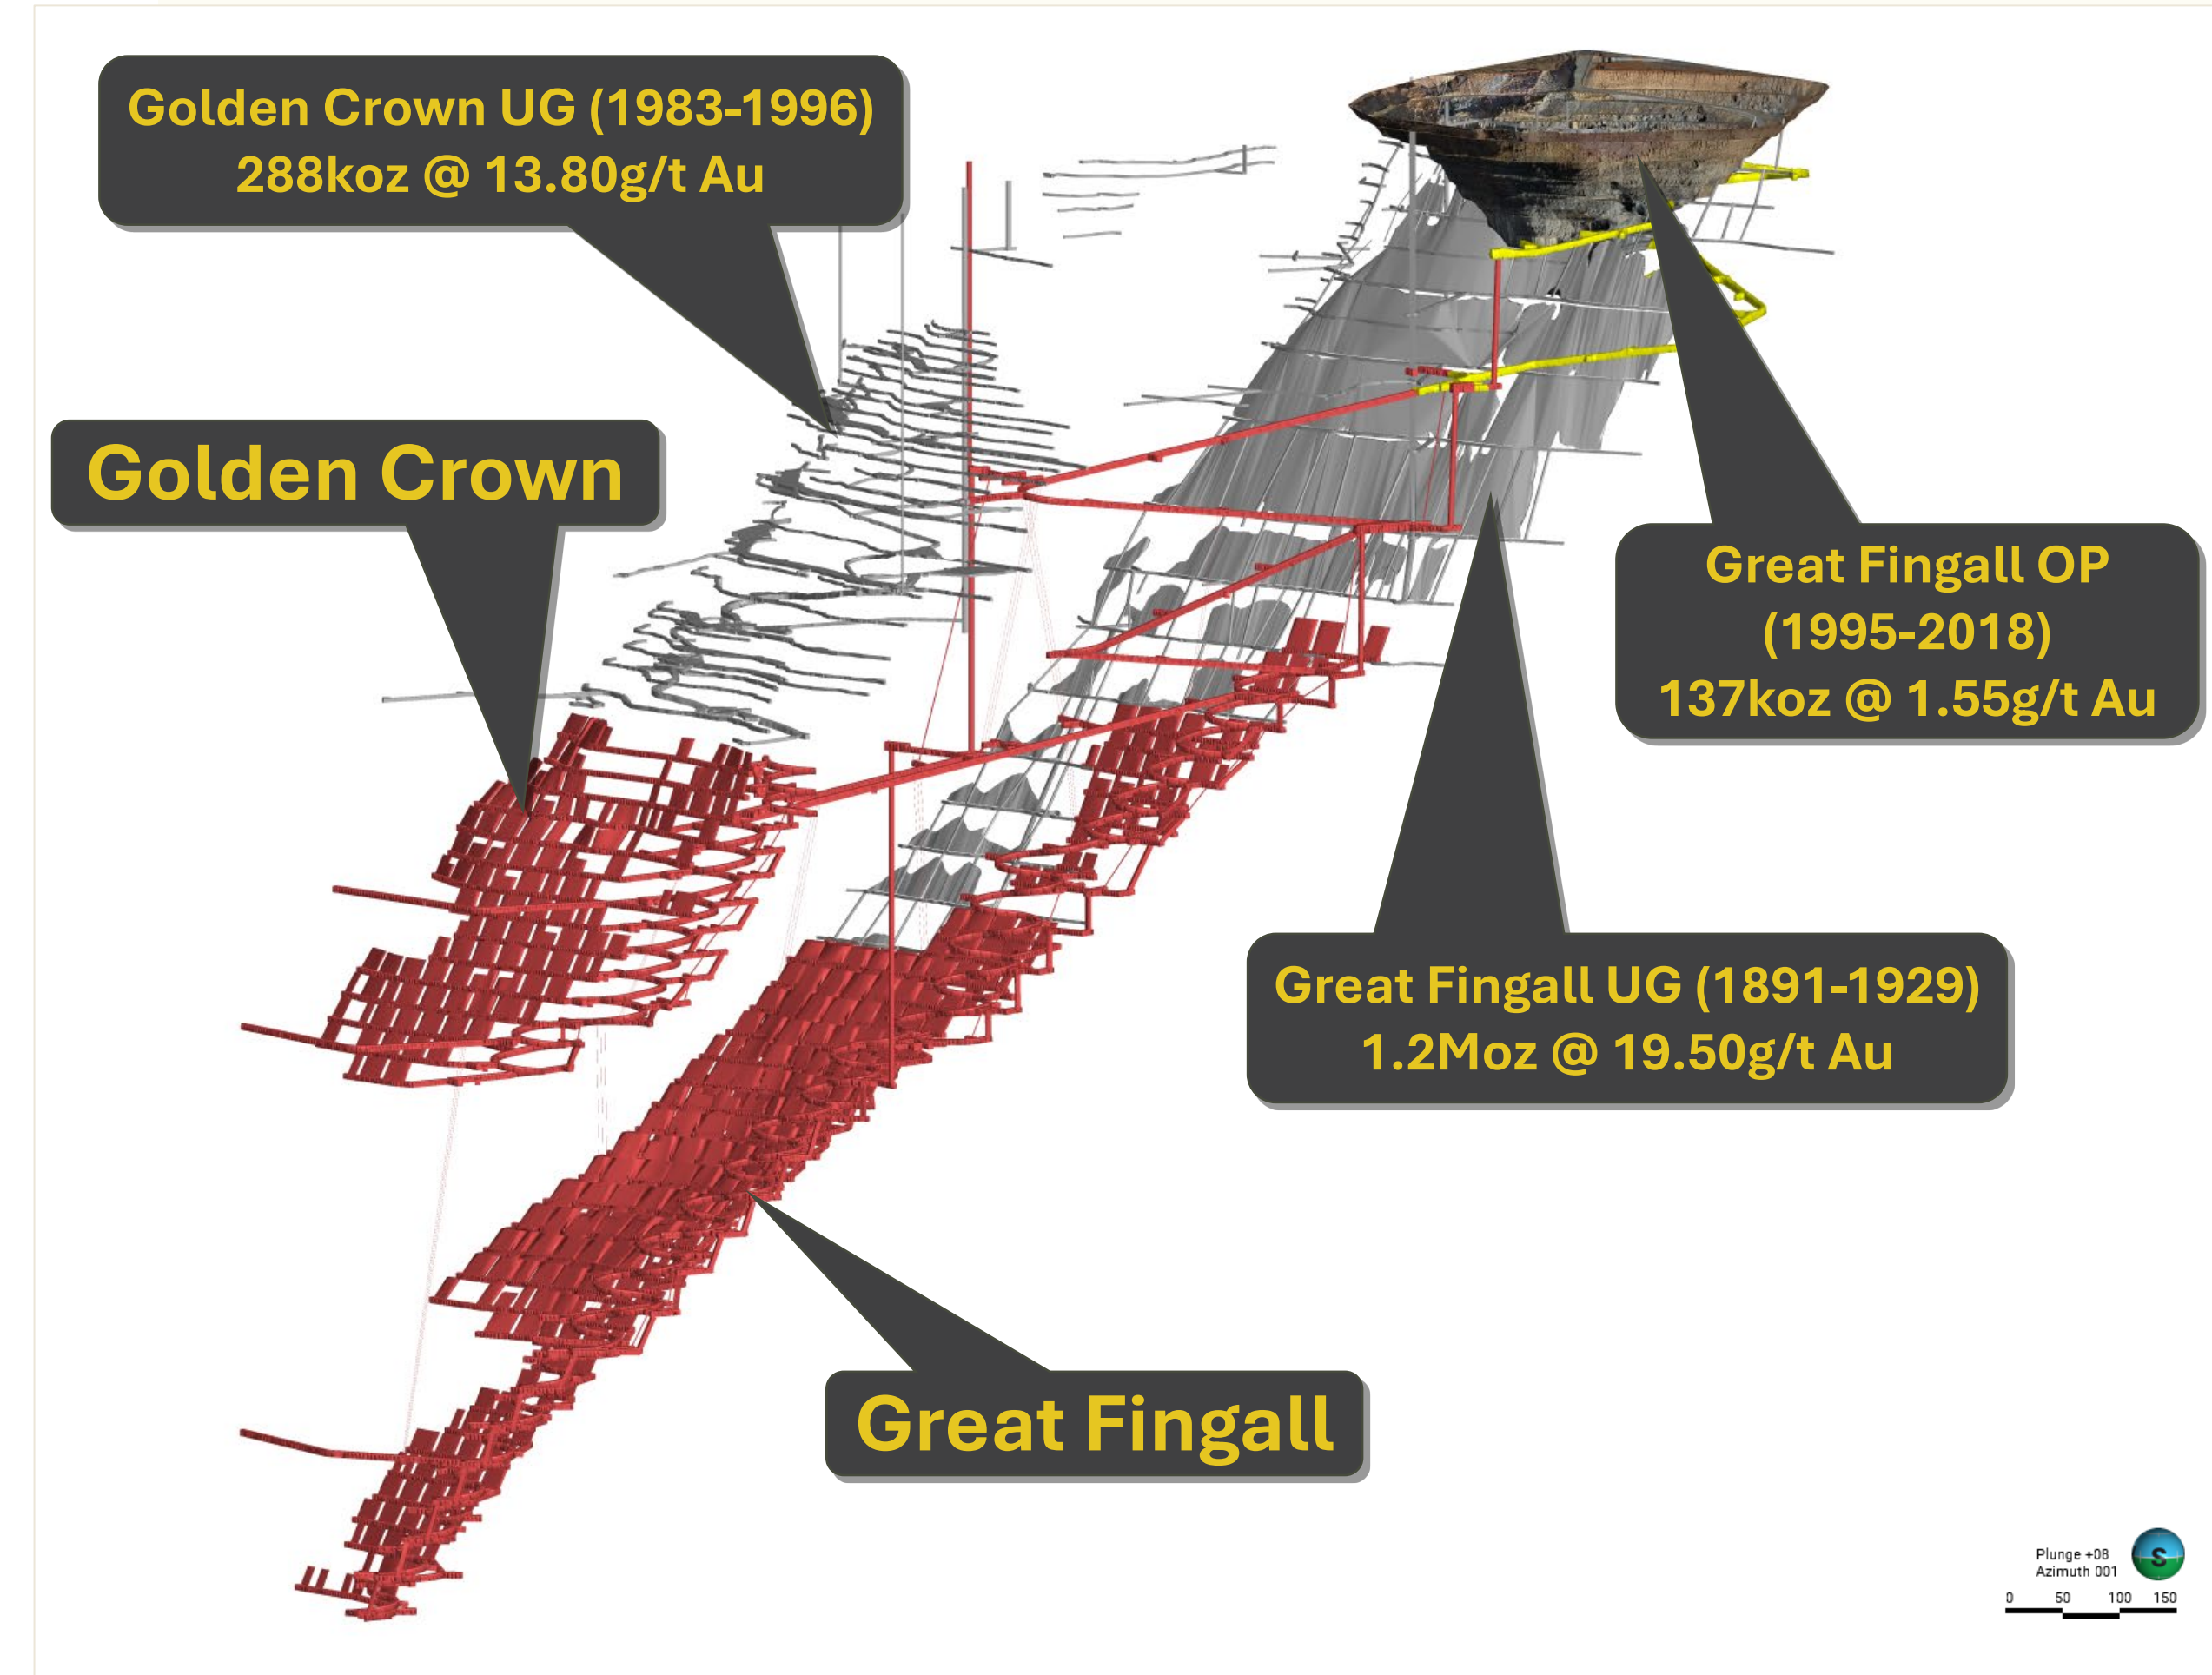 Golden Crown UG (1983-1996)
288koz @ 13.80g/t Au
Golden Crown
Great Fingall OP
(1995-2018)
137koz @ 1.55g/t Au
Great Fingall UG (1891-1929)
1.2Moz @ 19.50g/t Au
Great Fingall
Plunge +08
Azimuth 001
S
0 50 100 150